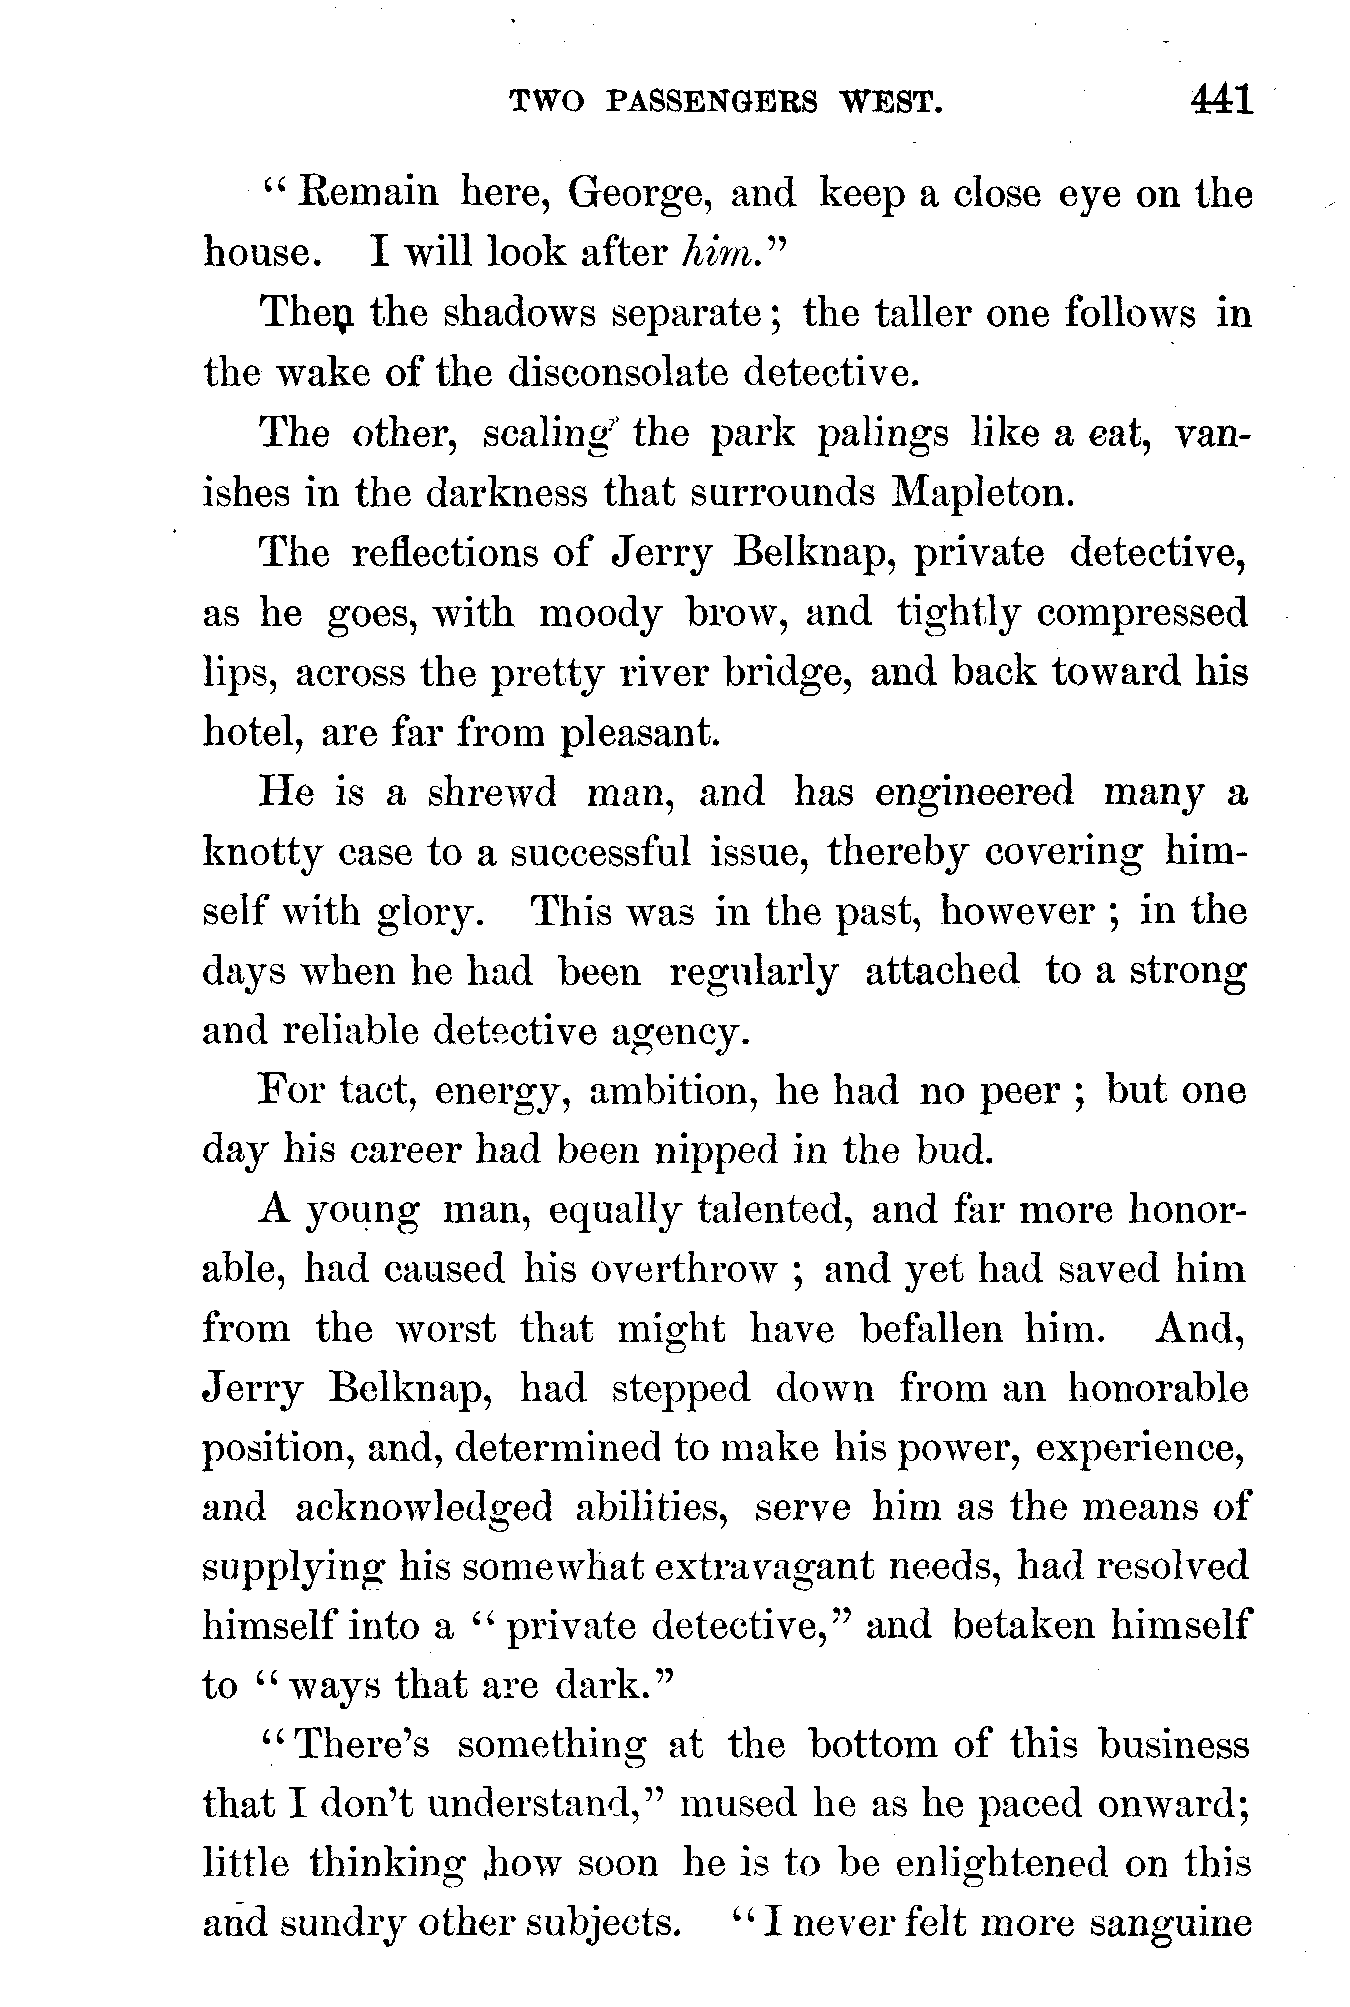 TWO PASSENGERS WEST. 441
“Remain here, George, and keep a close eye on the
house. I will look after him.”
Then the shadows separate; the taller one follows in
the wake of the disconsolate detective.
The other, scaling the park palings like a cat, van-
ishes in the darkness that surrounds Mapleton.
The reflections of Jerry Belknap, private detective,
as he goes, with moody brow, and tightly compressed
lips, across the pretty river bridge, and back toward his
hotel, are far from pleasant.
He is a shrewd man, and has engineered many a
knotty case to a successful issue, thereby covering him-
self with glory. This was in the past, however ; in the
days when he had been regularly attached to a strong
and reliable detective agency.
For tact, energy, ambition, he had no peer ; but one
day his career had been nipped in the bud.
A young man, equally talented, and far more honor-
able, had caused his overthrow ; and yet had saved him
from the worst that might have befallen him. And,
Jerry Belknap, had stepped down from an honorable
position, and, determined to make his power, experience,
and acknowledged abilities, serve him as the means of
supplying his somewhat extravagant needs, had resolved
himself into a “private detective,” and betaken himself
to “ways that are dark.”
“There’s something at the bottom of this business
that I don’t understand,” mused he as he paced onward;
little thinking how soon he is to be enlightened on this
and sundry other subjects. “I never felt more sanguine